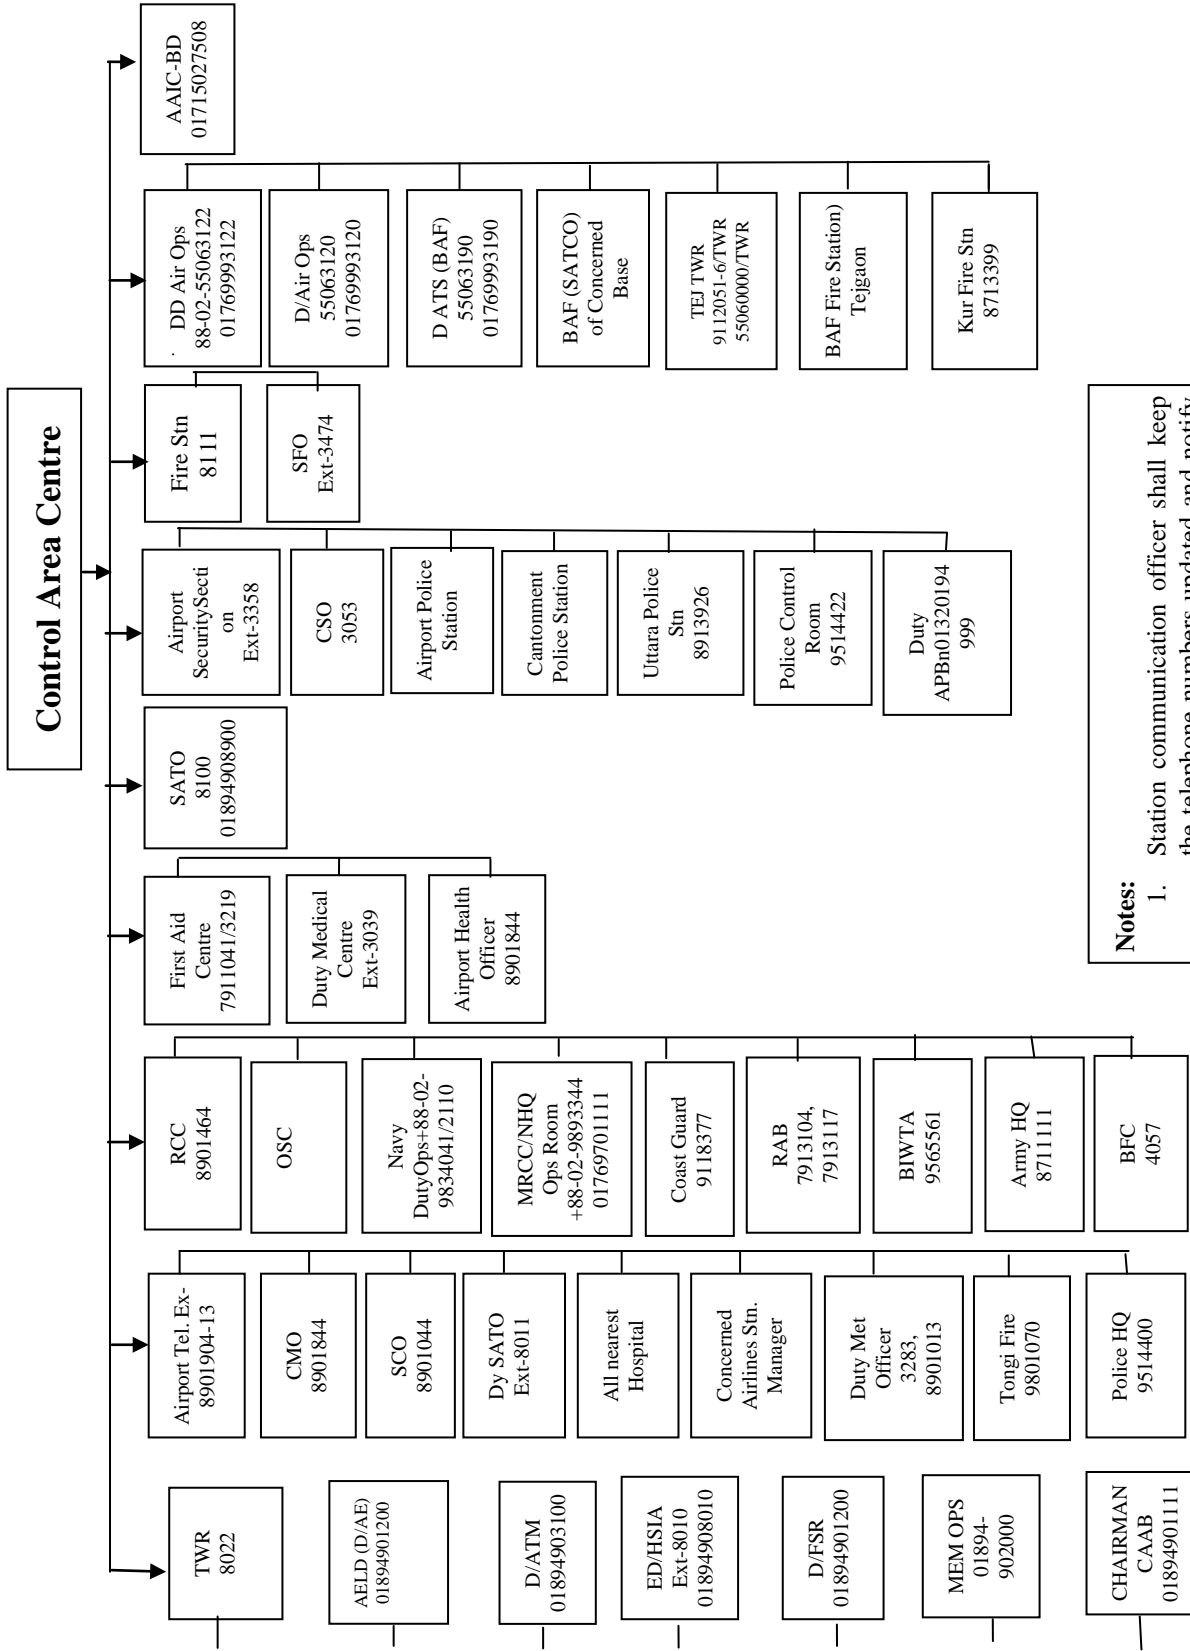 Control Area Centre
TWR
8022
AELD (D/AE)
01894901200
D/ATM
01894903100
ED/HSIA
Ext-8010
01894908010
D/FSR
01894901200
MEM OPS
01894-
902000
CHAIRMAN
CAAB
01894901111
Airport Tel. Ex-
8901904-13
CMO
8901844
SCO
8901044
Dy SATO
Ext-8011
All nearest
Hospital
Concerned
Airlines Stn.
Manager
Duty Met
Officer
3283,
8901013
Tongi Fire
9801070
Police HQ
9514400
RCC
8901464
OSC
Navy
DutyOps+88-02-
9834041/2110
MRCC/NHQ
Ops Room
+88-02-9893344
01769701111
Coast Guard
9118377
RAB
7913104,
7913117
BIWTA
9565561
Army HQ
8711111
BFC
4057
First Aid
Centre
7911041/3219
Duty Medical
Centre
Ext-3039
Airport Health
Officer
8901844
SATO
8100
01894908900
Airport
SecuritySecti
on
Ext-3358
CSO
3053
Airport Police
Station
Cantonment
Police Station
Uttara Police
Stn
8913926
Police Control
Room
9514422
Duty
APBn01320194
999
Fire Stn
8111
SFO
Ext-3474
. DD Air Ops
88-02-55063122
01769993122
D/Air Ops
55063120
01769993120
D ATS (BAF)
55063190
01769993190
BAF (SATCO)
of Concerned
Base
TEJ TWR
9112051-6/TWR
55060000/TWR
BAF Fire Station)
Tejgaon
Kur Fire Stn
8713399
AAIC-BD
01715027508
Notes:
1. Station communication officer shall keep
the telephone numbers updated and notify